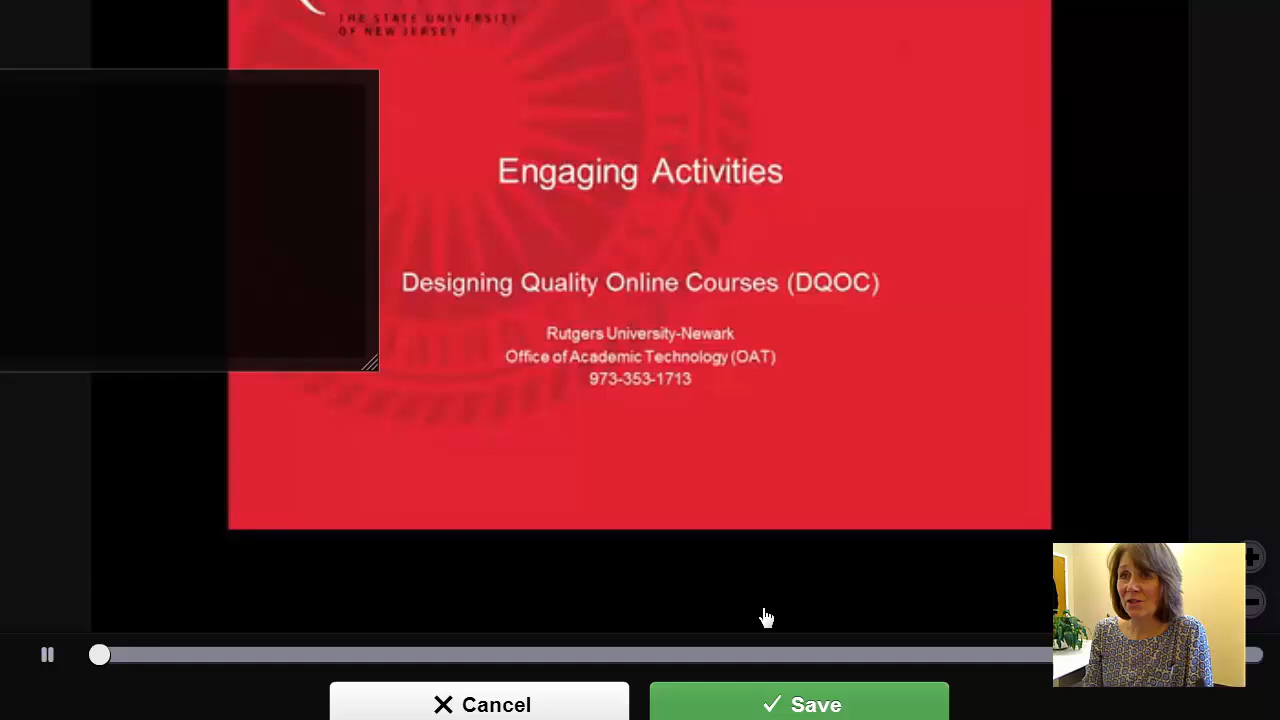 THE STATE UNIVERSITY
OF NEW JERSEY
Engaging Activities
Designing Quality Online Courses (DQOC)
Rutgers University-Newark
Office of Academic Technology (OAT)
973-353-1713
Cancel
Save